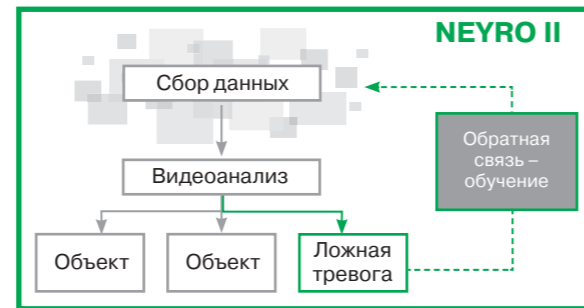 NEYRO II
Сбор данных
Обратная
связь –
обучение
Видеоанализ
Объект
Объект
Ложная
тревога